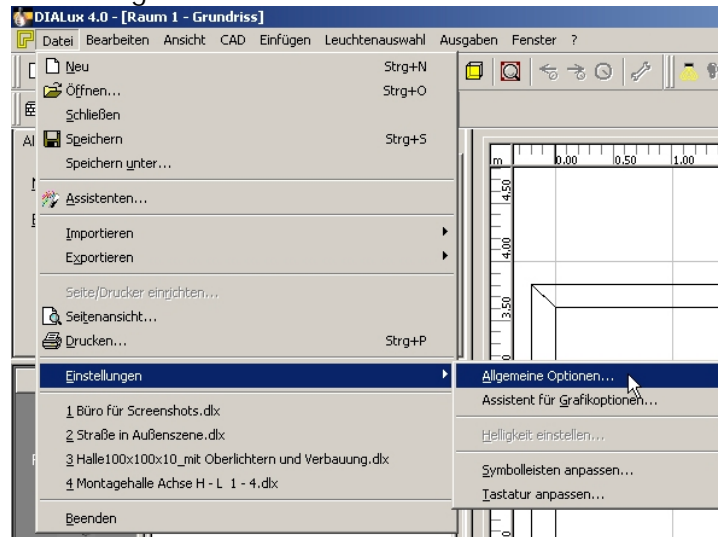 DIALux 4.0 - [Raum 1 - Grundriss]
Datei Bearbeiten Ansicht CAD Einfügen Leuchtenauswahl Ausgaben Fenster ?
Neu Strg+N
Öffnen... Strg+O
Schließen
Speichern Strg+S
Speichern unter...
Assistenten...
Importieren
Exportieren
Seite/Drucker einrichten...
Seitenansicht...
Drucken... Strg+P
Einstellungen
Allgemeine Optionen...
Assistent für Grafikoptionen...
Helligkeit einstellen...
Symbolleisten anpassen...
Tastatur anpassen...
1 Büro für Screenshots.dlx
2 Straße in Außenszene.dlx
3 Halle100x100x10_mit Oberlichtern und Verbauung.dlx
4 Montagehalle Achse H - L 1 - 4.dlx
Beenden
m 0.00 0.50 1.00
4.50
4.00
3.50